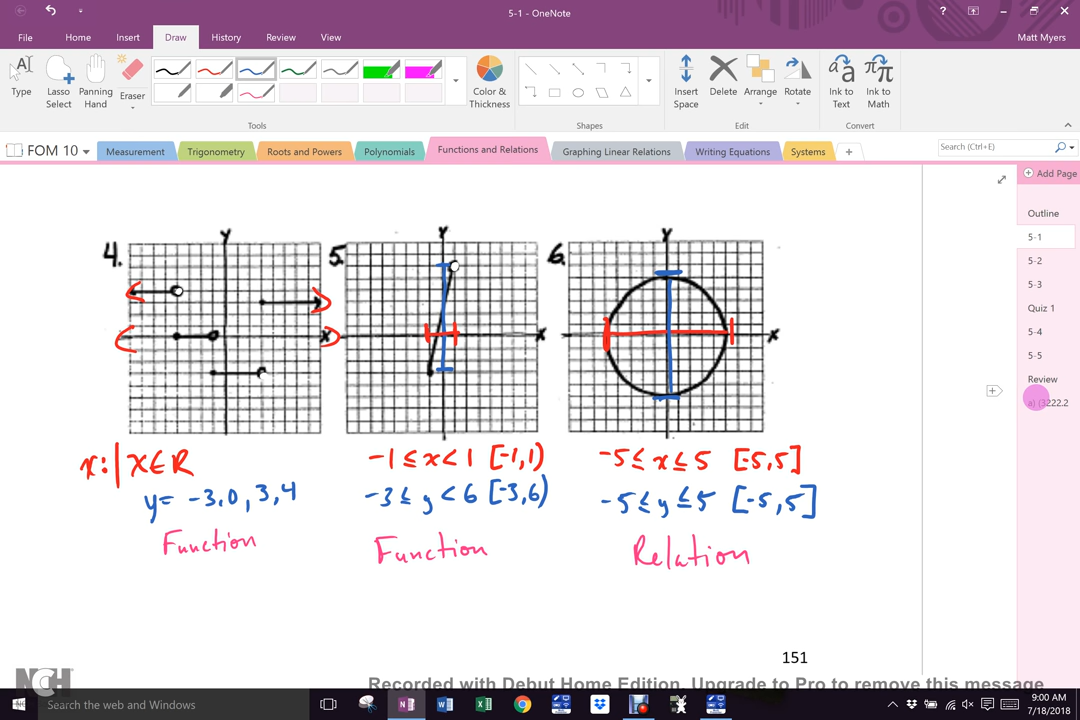 5-1 - OneNote
Matt Myers
File Home Insert Draw History Review View
Type
Lasso Select
Panning Hand
Eraser
Color & Thickness
Insert Space
Delete
Arrange
Rotate
Ink to Text
Ink to Math
Tools
Shapes
Edit
Convert
FOM 10
Measurement Trigonometry Roots and Powers Polynomials Functions and Relations Graphing Linear Relations Writing Equations Systems
Search (Ctrl+E)
Add Page
Outline
5-1
5-2
5-3
Quiz 1
5-4
5-5
Review
a) (3222.2
4. Y X
5. Y X
6. Y X
x:| x∈R
y= -3,0,3,4
Function
-1 ≤ x < 1 [-1,1)
-3 ≤ y < 6 [-3,6)
Function
-5 ≤ x ≤ 5 [-5,5]
-5 ≤ y ≤ 5 [-5,5]
Relation
151
NCH
Recorded with Debut Home Edition. Upgrade to Pro to remove this message
Search the web and Windows
9:00 AM
7/18/2018